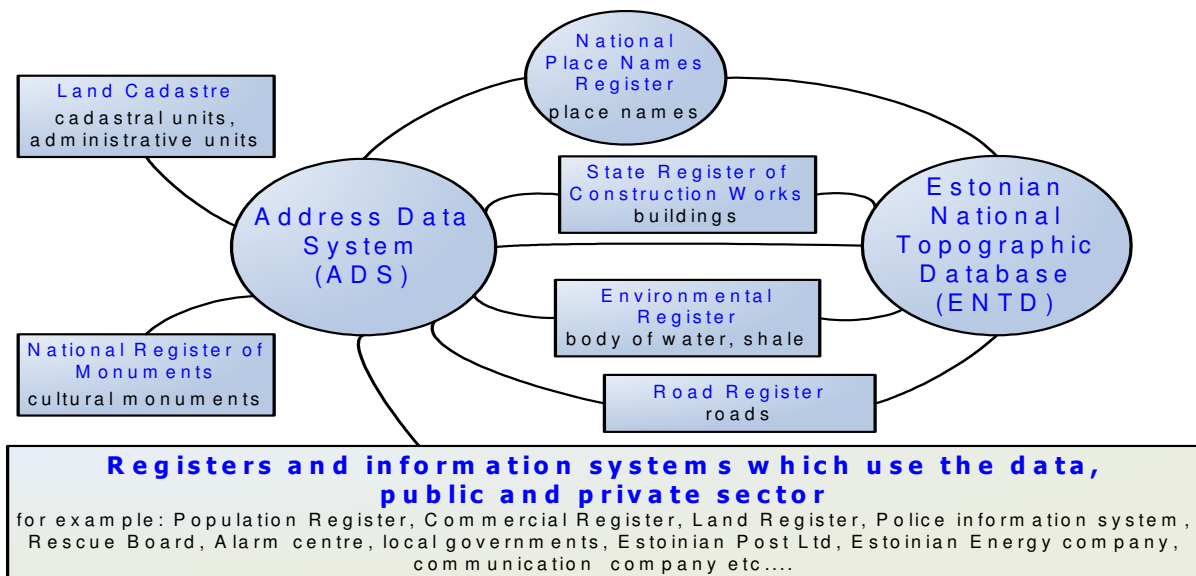 National
Place Names
Register
place names
Land Cadastre
cadastral units,
administrative units
State Register of
Construction Works
buildings
Address Data
System
(ADS)
Estonian
National
Topographic
Database
(ENTD)
Environmental
Register
body of water, shale
National Register of
Monuments
cultural monuments
Road Register
roads
Registers and information systems which use the data,
public and private sector
for example: Population Register, Commercial Register, Land Register, Police information system,
Rescue Board, Alarm centre, local governments, Estoinian Post Ltd, Estoinian Energy company,
communication company etc....